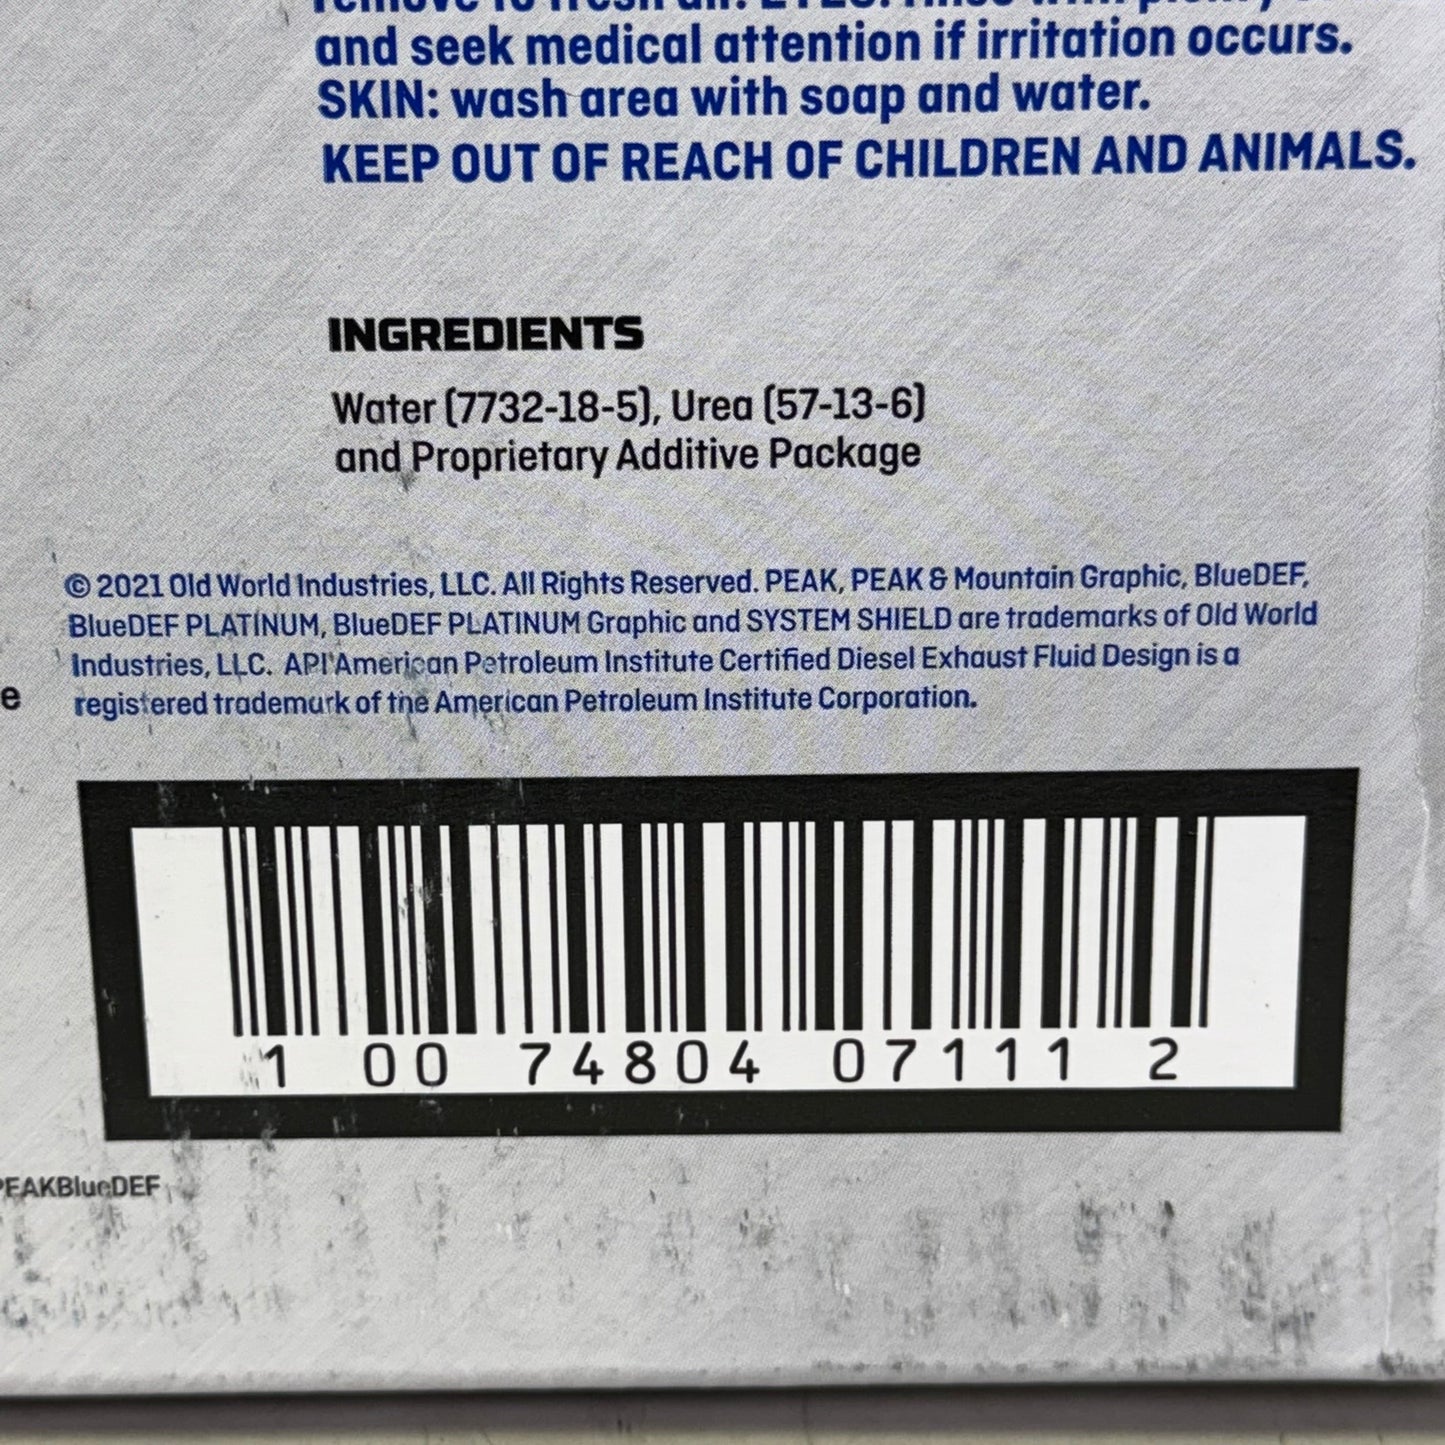 and seek medical attention if irritation occurs.
SKIN: wash area with soap and water.
KEEP OUT OF REACH OF CHILDREN AND ANIMALS.
INGREDIENTS
Water (7732-18-5), Urea (57-13-6)
and Proprietary Additive Package
© 2021 Old World Industries, LLC. All Rights Reserved. PEAK, PEAK & Mountain Graphic, BlueDEF,
BlueDEF PLATINUM, BlueDEF PLATINUM Graphic and SYSTEM SHIELD are trademarks of Old World
Industries, LLC. API American Petroleum Institute Certified Diesel Exhaust Fluid Design is a
registered trademark of the American Petroleum Institute Corporation.
e
1 00 74804 07111 2
PEAKBlueDEF